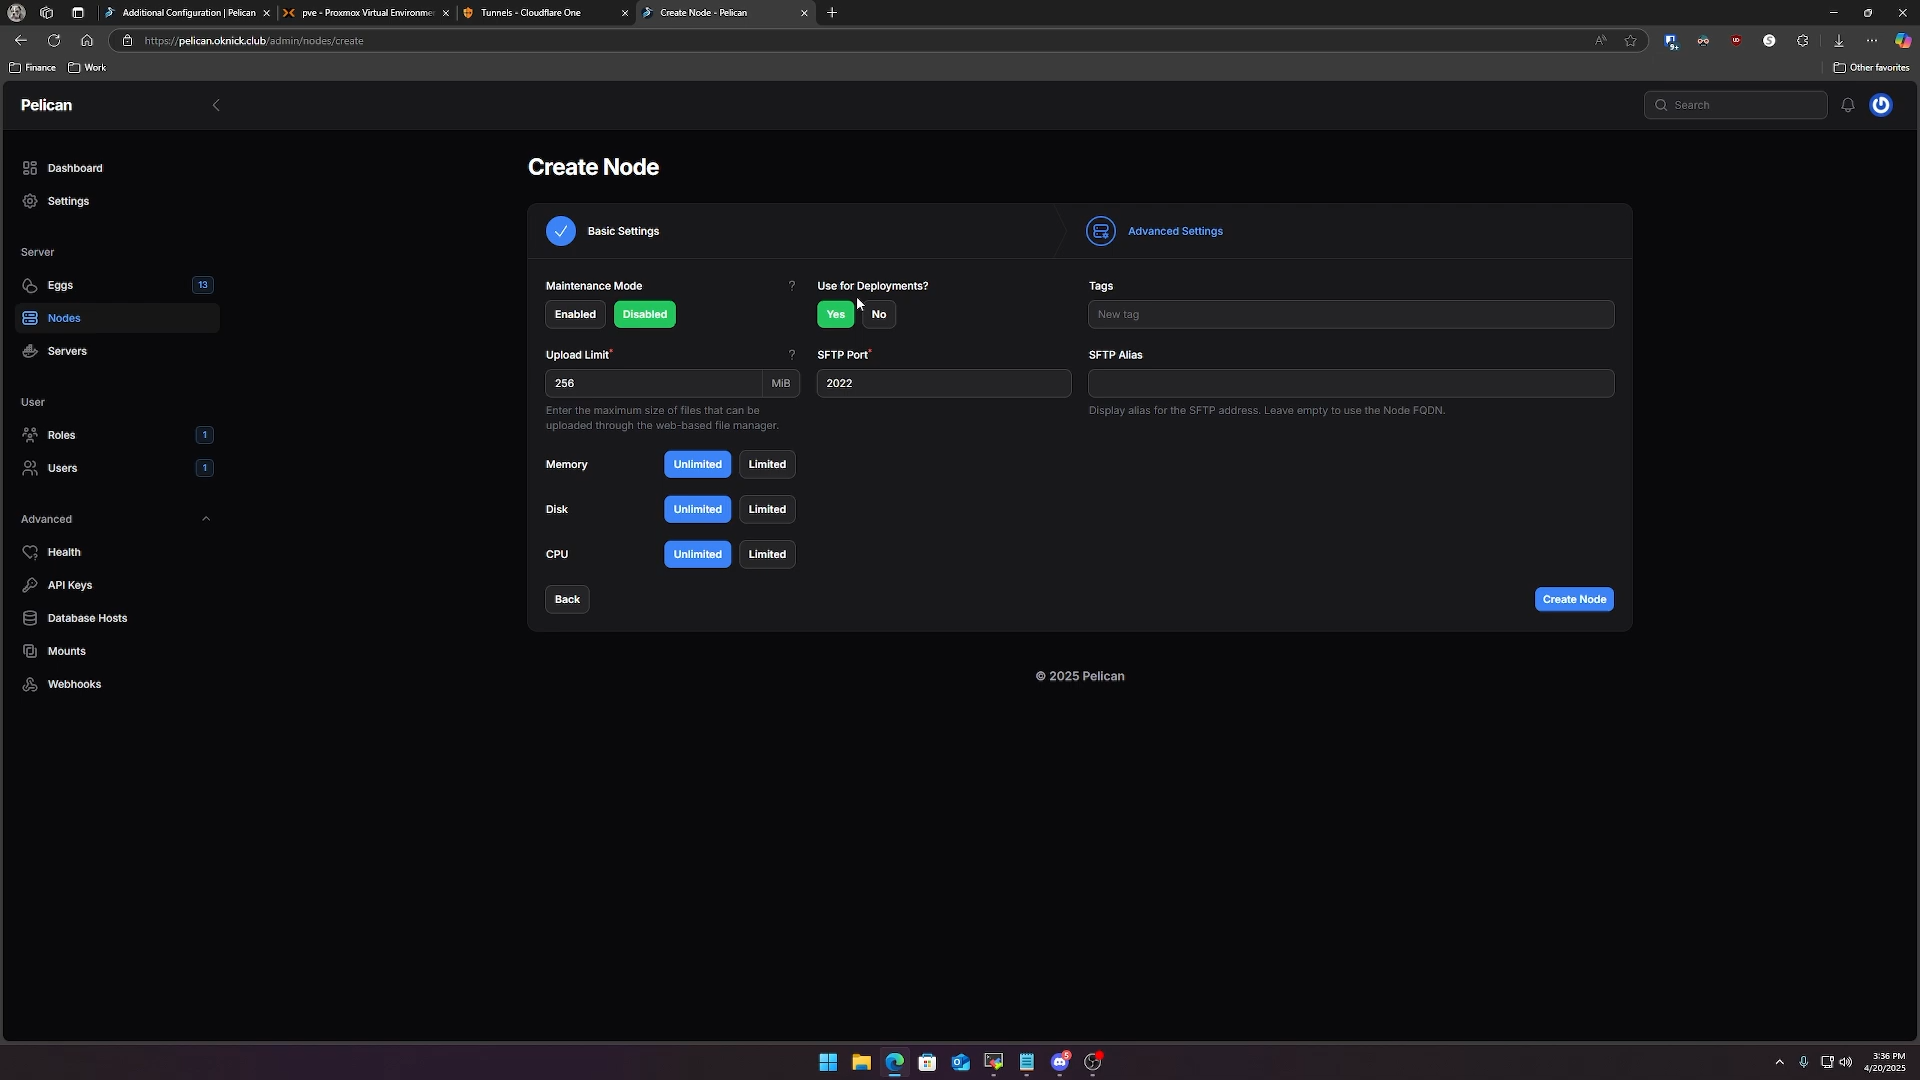 Additional Configuration | Pelican
pve - Proxmox Virtual Environme
Tunnels - Cloudflare One
Create Node - Pelican
https://pelican.oknick.club/admin/nodes/create
Finance
Work
Other favorites
Pelican
Search
Dashboard
Settings
Server
Eggs
13
Nodes
Servers
User
Roles
1
Users
1
Advanced
Health
API Keys
Database Hosts
Mounts
Webhooks
Create Node
Basic Settings
Advanced Settings
Maintenance Mode
?
Use for Deployments?
Tags
Enabled
Disabled
Yes
No
New tag
Upload Limit*
?
SFTP Port*
SFTP Alias
256
MiB
2022
Enter the maximum size of files that can be
uploaded through the web-based file manager.
Display alias for the SFTP address. Leave empty to use the Node FQDN.
Memory
Unlimited
Limited
Disk
Unlimited
Limited
CPU
Unlimited
Limited
Back
Create Node
© 2025 Pelican
3:36 PM
4/20/2025